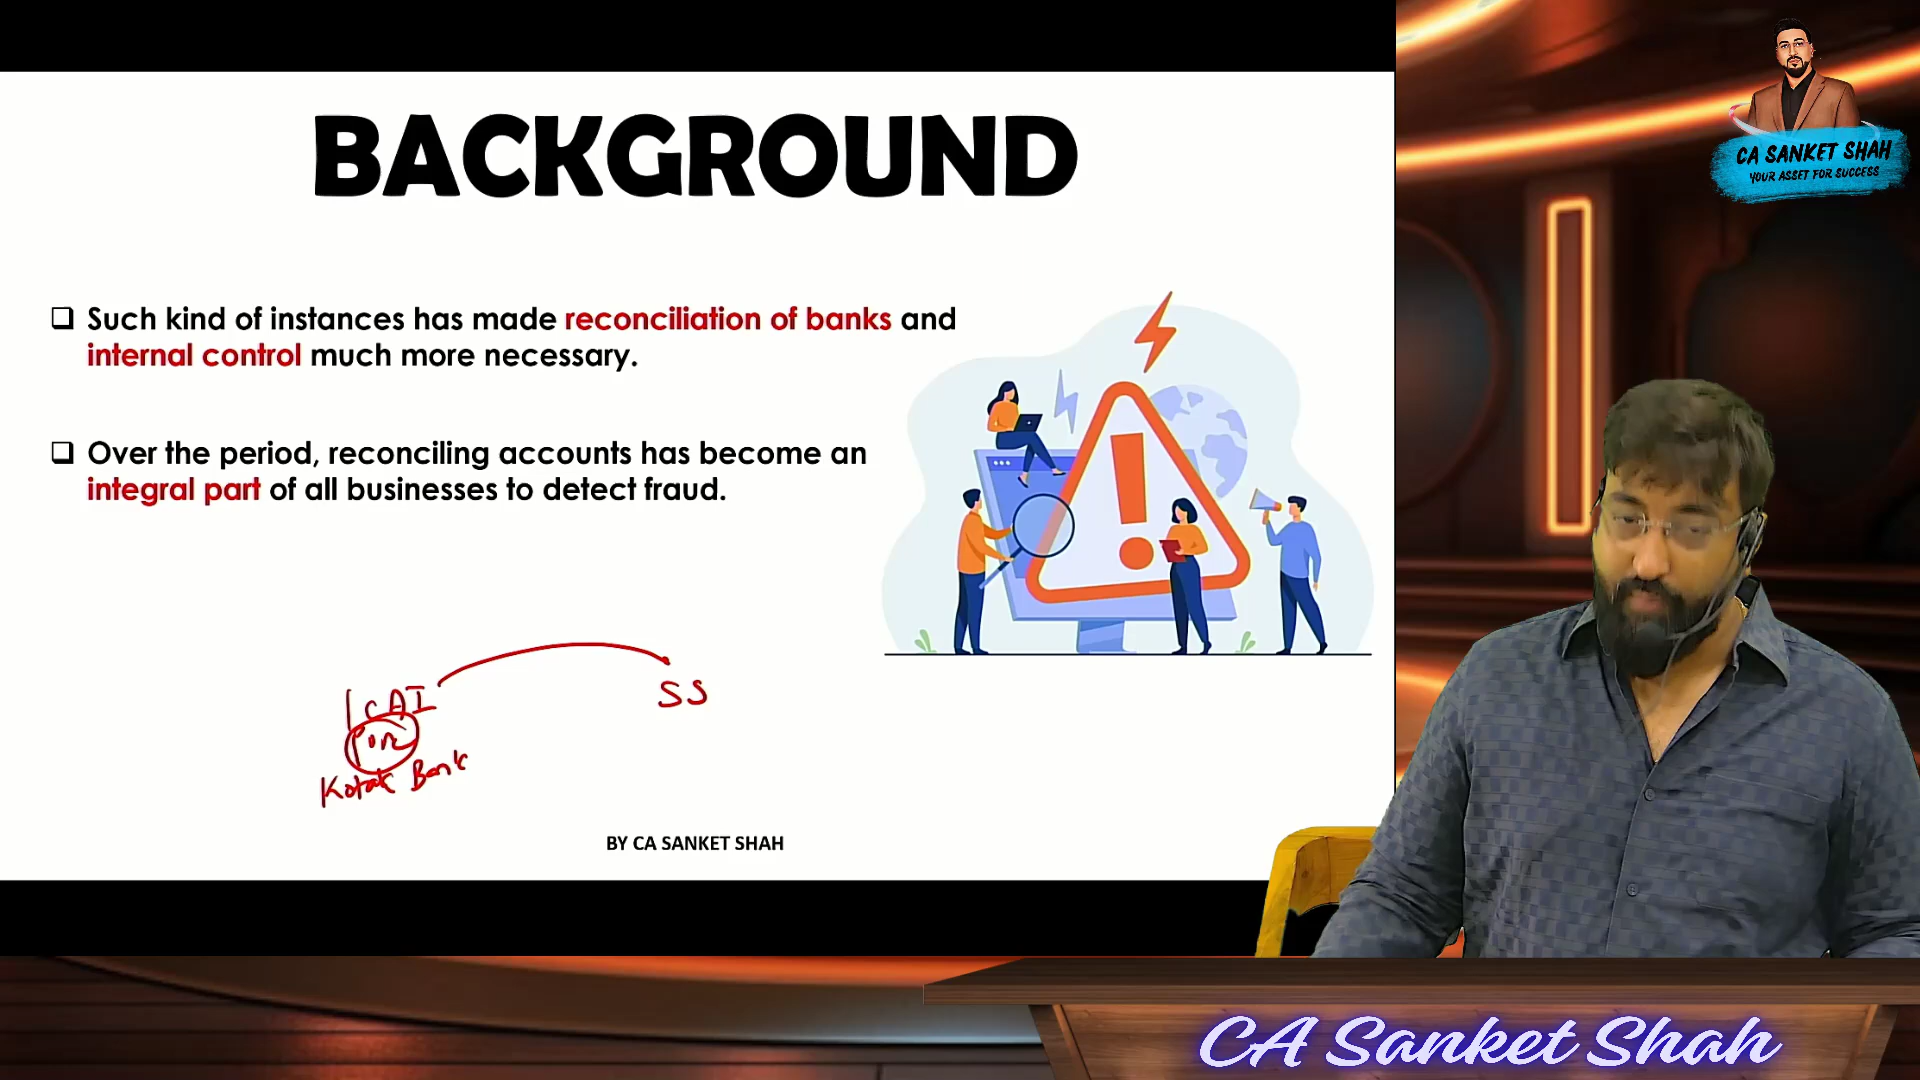 BACKGROUND
Such kind of instances has made reconciliation of banks and
internal control much more necessary.
Over the period, reconciling accounts has become an
integral part of all businesses to detect fraud.
ICAI
SS
Kotak Bank
BY CA SANKET SHAH
CA SANKET SHAH
YOUR ASSET FOR SUCCESS
CA Sanket Shah